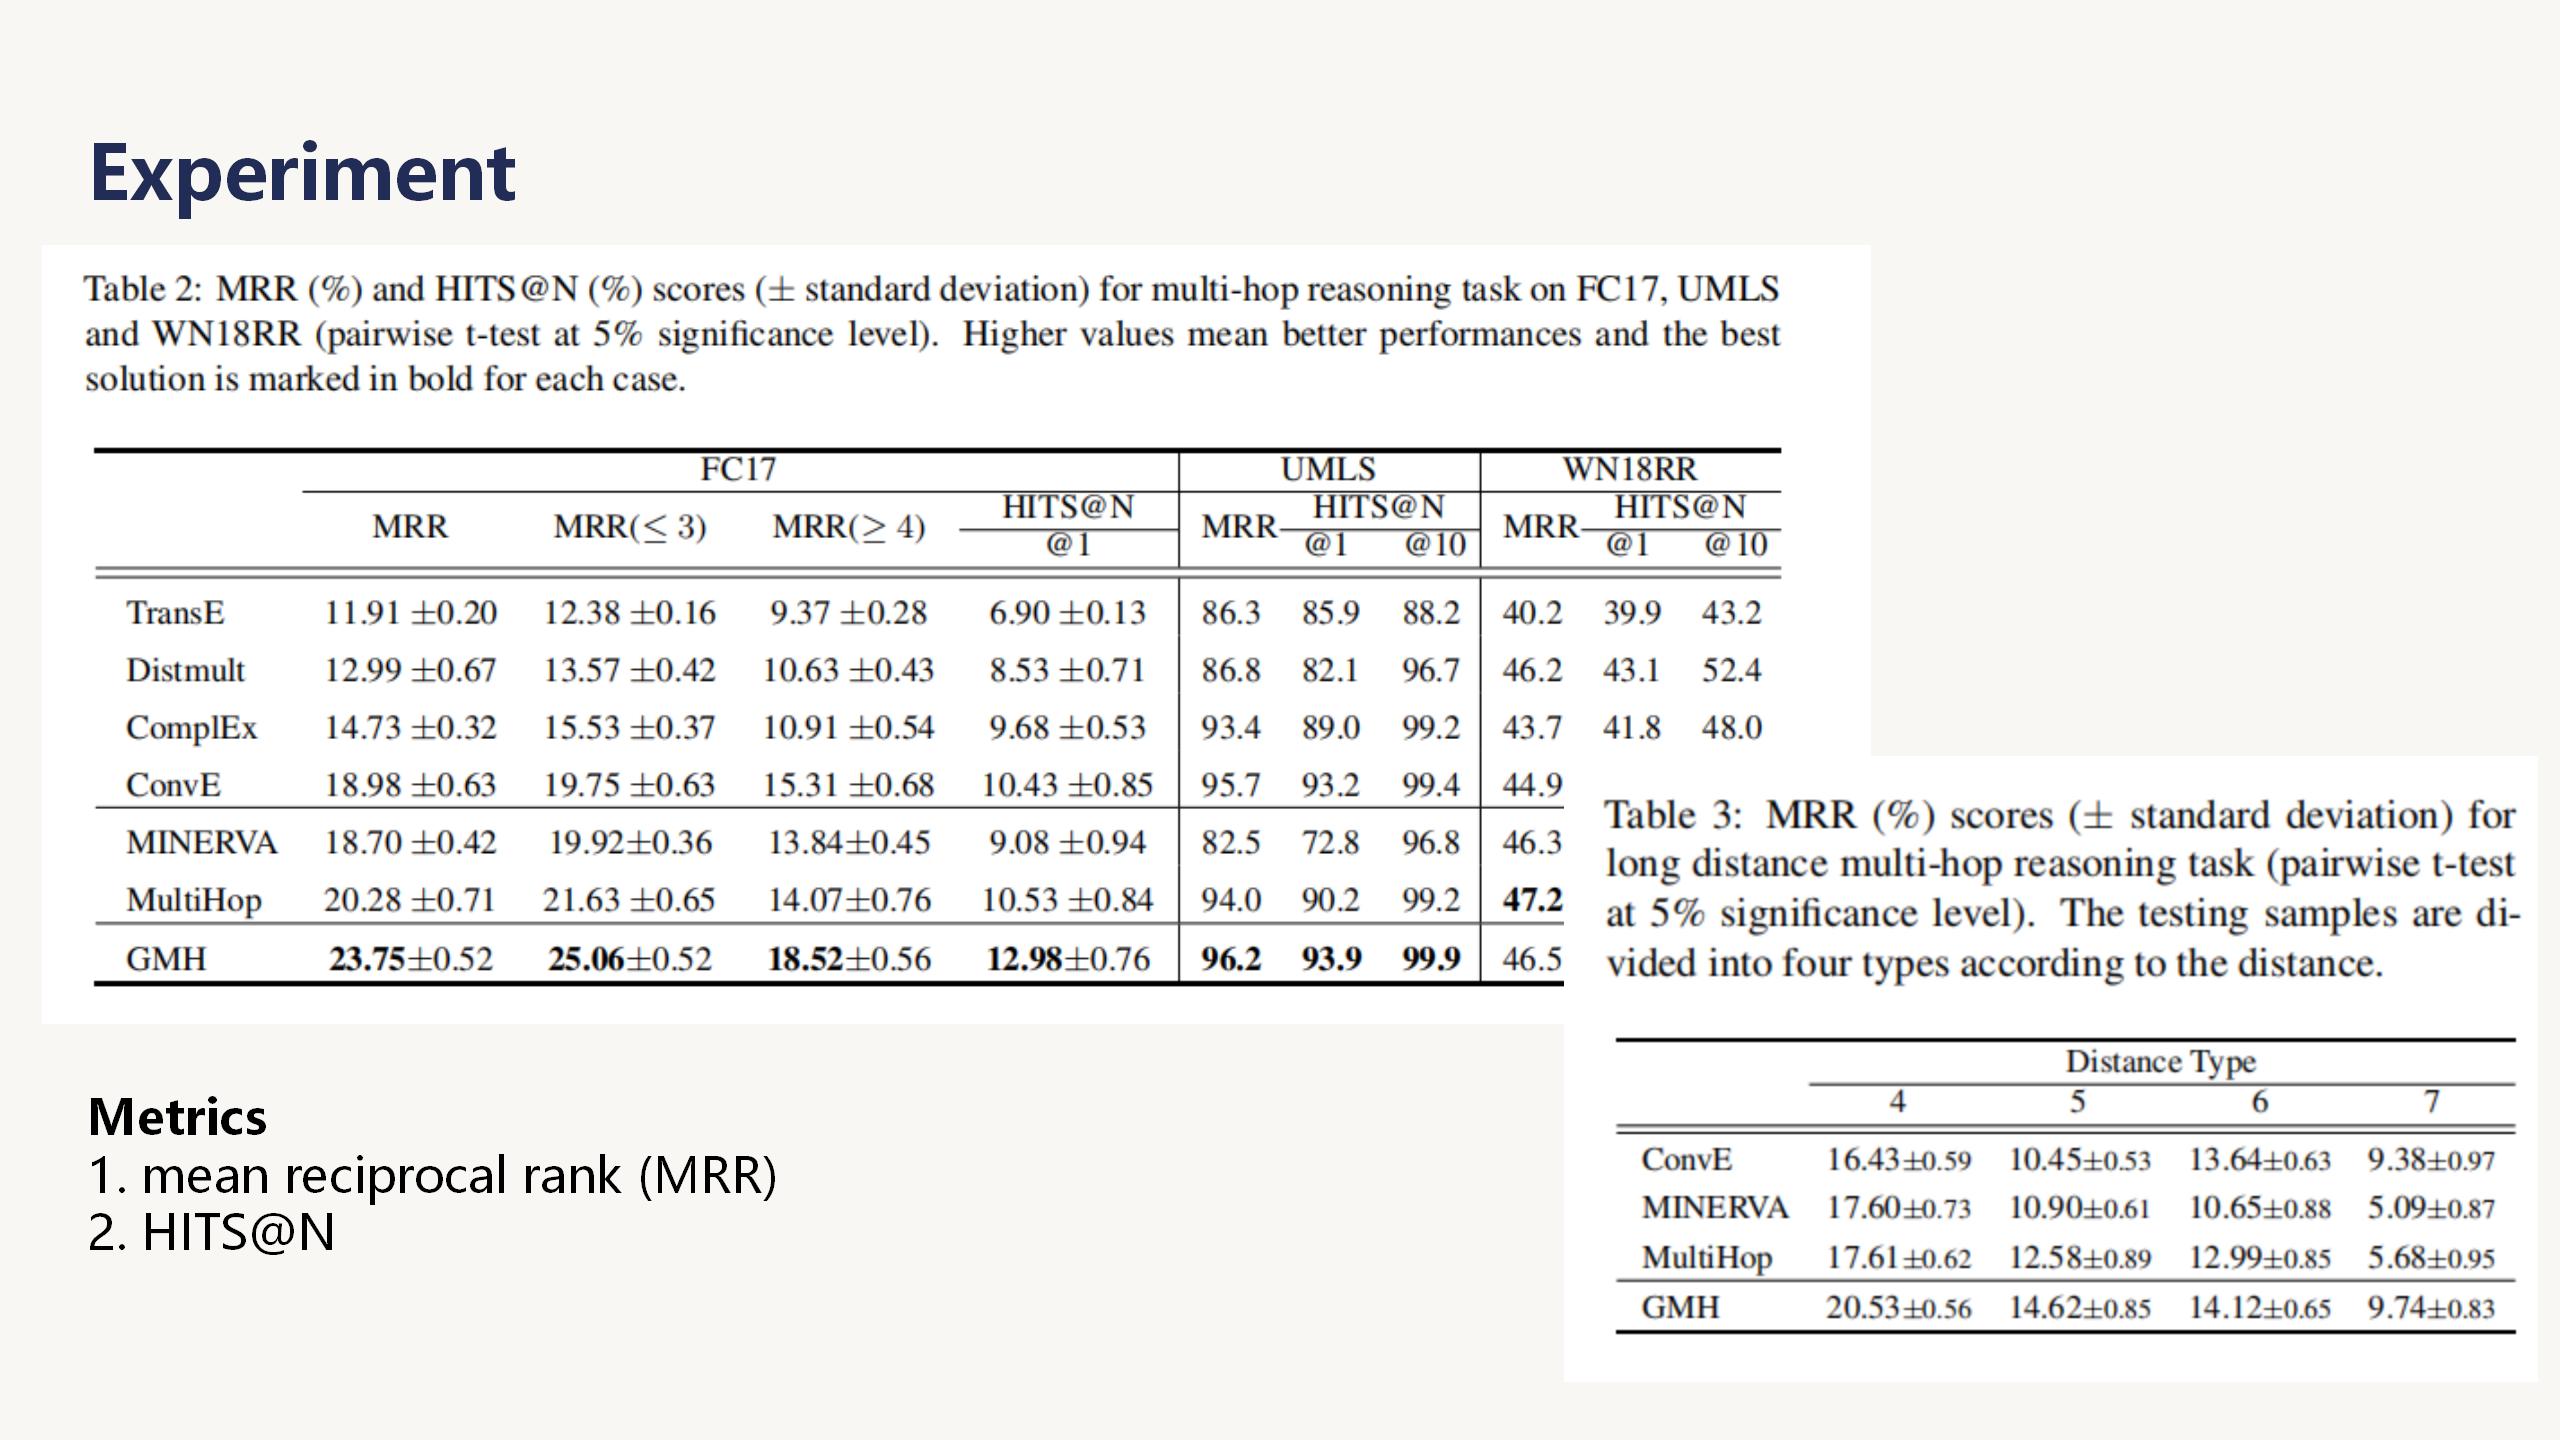 Experiment
Table 2: MRR (%) and HITS@N (%) scores (± standard deviation) for multi-hop reasoning task on FC17, UMLS
and WN18RR (pairwise t-test at 5% significance level). Higher values mean better performances and the best
solution is marked in bold for each case.
FC17 UMLS WN18RR
MRR MRR(≤ 3) MRR(≥ 4) HITS@N MRR HITS@N MRR HITS@N
@1 @1 @10 @1 @10
TransE 11.91 ±0.20 12.38 ±0.16 9.37 ±0.28 6.90 ±0.13 86.3 85.9 88.2 40.2 39.9 43.2
Distmult 12.99 ±0.67 13.57 ±0.42 10.63 ±0.43 8.53 ±0.71 86.8 82.1 96.7 46.2 43.1 52.4
ComplEx 14.73 ±0.32 15.53 ±0.37 10.91 ±0.54 9.68 ±0.53 93.4 89.0 99.2 43.7 41.8 48.0
ConvE 18.98 ±0.63 19.75 ±0.63 15.31 ±0.68 10.43 ±0.85 95.7 93.2 99.4 44.9
MINERVA 18.70 ±0.42 19.92±0.36 13.84±0.45 9.08 ±0.94 82.5 72.8 96.8 46.3
MultiHop 20.28 ±0.71 21.63 ±0.65 14.07±0.76 10.53 ±0.84 94.0 90.2 99.2 47.2
GMH 23.75±0.52 25.06±0.52 18.52±0.56 12.98±0.76 96.2 93.9 99.9 46.5
Table 3: MRR (%) scores (± standard deviation) for
long distance multi-hop reasoning task (pairwise t-test
at 5% significance level). The testing samples are di-
vided into four types according to the distance.
Distance Type
4 5 6 7
ConvE 16.43±0.59 10.45±0.53 13.64±0.63 9.38±0.97
MINERVA 17.60±0.73 10.90±0.61 10.65±0.88 5.09±0.87
MultiHop 17.61±0.62 12.58±0.89 12.99±0.85 5.68±0.95
GMH 20.53±0.56 14.62±0.85 14.12±0.65 9.74±0.83
Metrics
1. mean reciprocal rank (MRR)
2. HITS@N